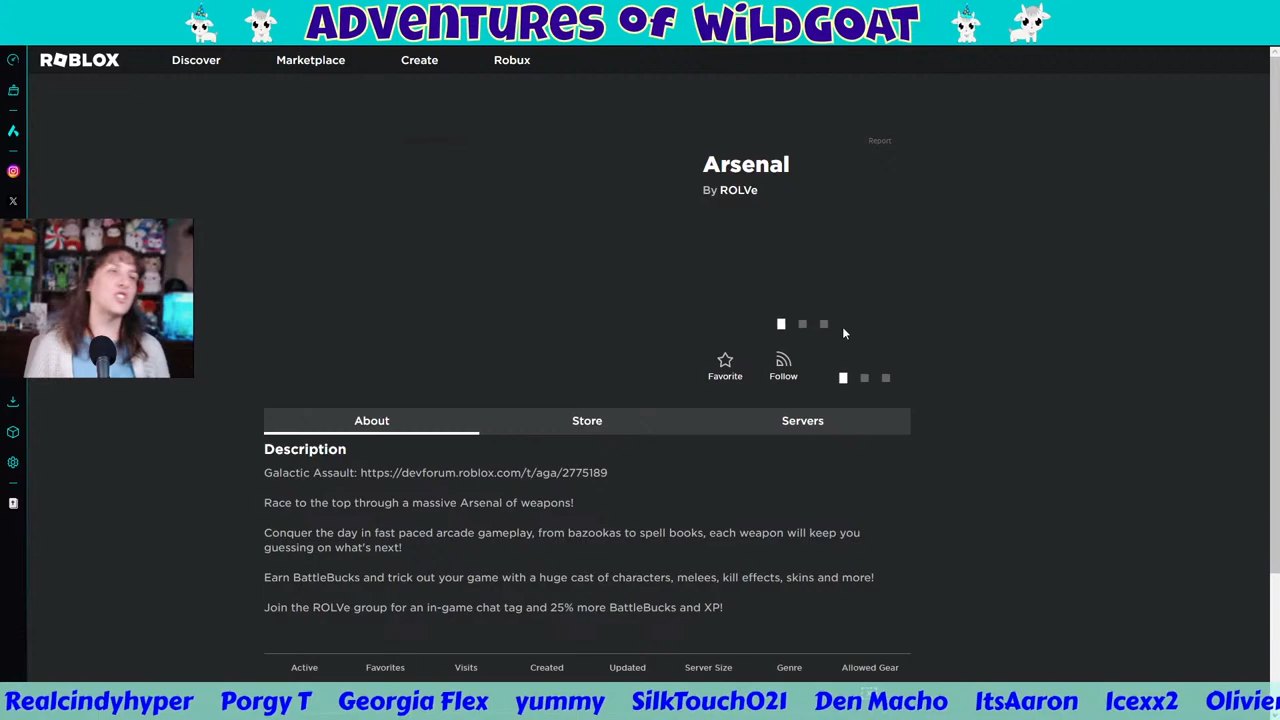 ADVENTURES OF WILDGOAT
ROBLOX Discover Marketplace Create Robux
Report
Arsenal
By ROLVe
Favorite Follow
About Store Servers
Description
Galactic Assault: https://devforum.roblox.com/t/aga/2775189
Race to the top through a massive Arsenal of weapons!
Conquer the day in fast paced arcade gameplay, from bazookas to spell books, each weapon will keep you
guessing on what's next!
Earn BattleBucks and trick out your game with a huge cast of characters, melees, kill effects, skins and more!
Join the ROLVe group for an in-game chat tag and 25% more BattleBucks and XP!
Active Favorites Visits Created Updated Server Size Genre Allowed Gear
Realcindyhyper Porgy T Georgia Flex yummy SilkTouch021 Den Macho ItsAaron Icexx2 Olivie